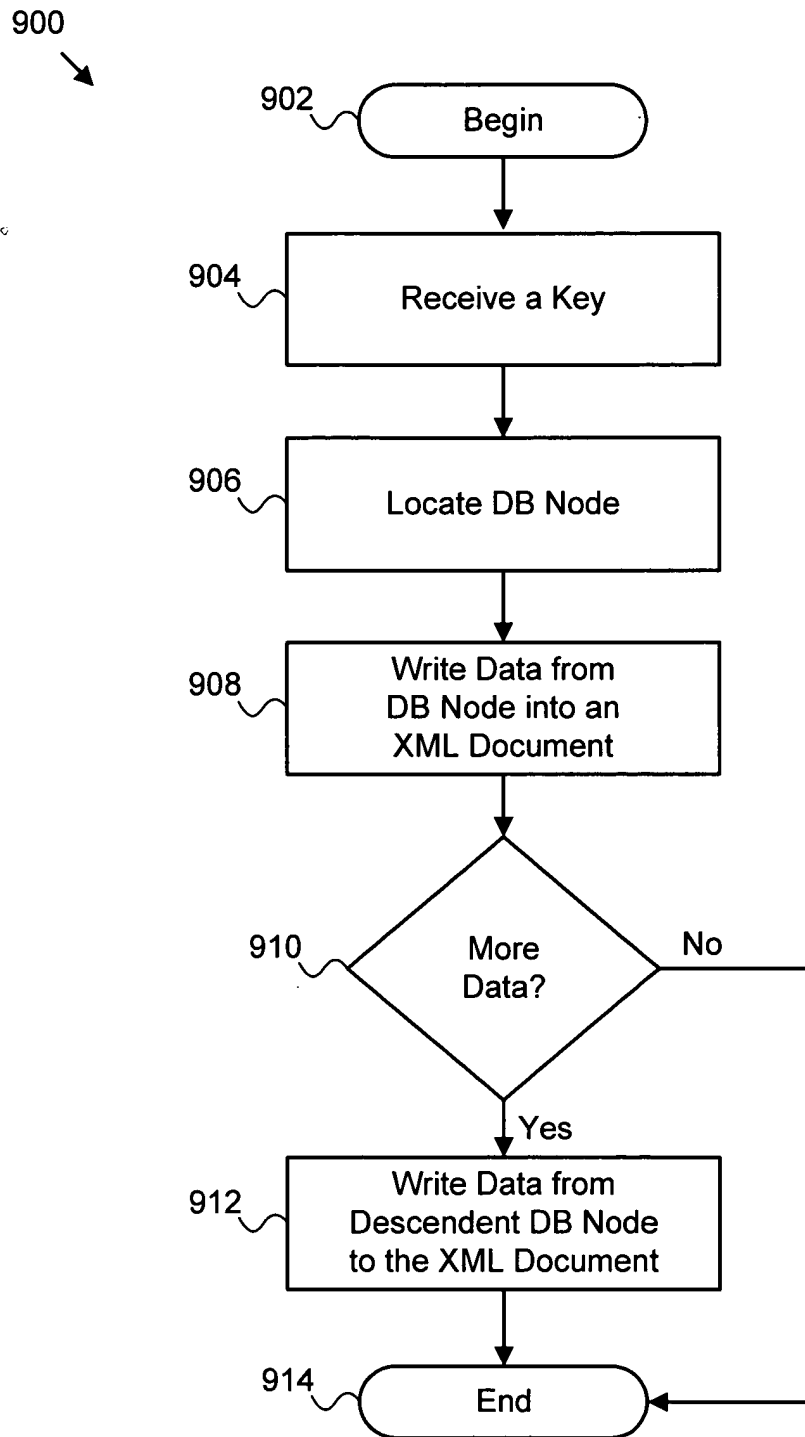 900
902
Begin
904
Receive a Key
906
Locate DB Node
908
Write Data from
DB Node into an
XML Document
910
More
Data?
No
Yes
912
Write Data from
Descendent DB Node
to the XML Document
914
End